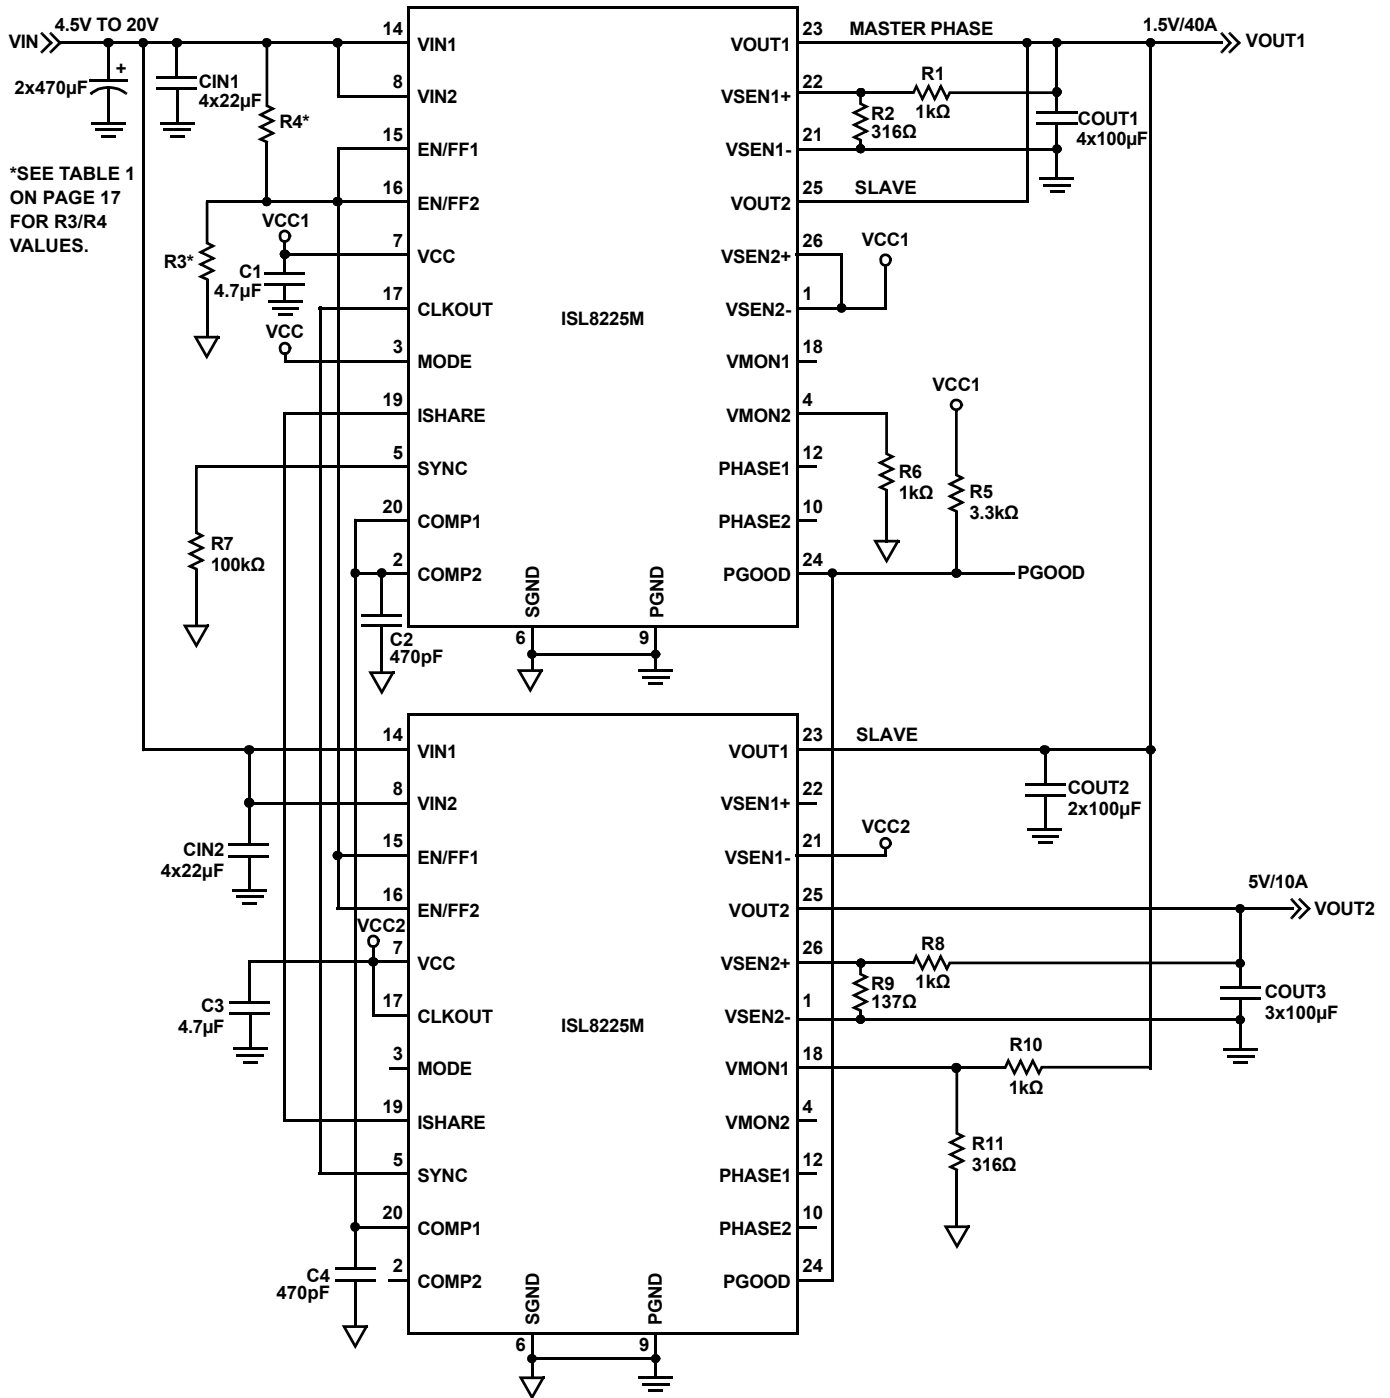 4.5V TO 20V
VIN
2x470µF
+
CIN1
4x22µF
R4*
*SEE TABLE 1
ON PAGE 17
FOR R3/R4
VALUES.
R3*
VCC1
C1
4.7µF
VCC
R7
100kΩ
C2
470pF
14 VIN1
8 VIN2
15 EN/FF1
16 EN/FF2
7 VCC
17 CLKOUT
3 MODE
19 ISHARE
5 SYNC
20 COMP1
2 COMP2
ISL8225M
SGND
6
PGND
9
VOUT1 23 MASTER PHASE
VSEN1+ 22
VSEN1- 21
VOUT2 25 SLAVE
VSEN2+ 26
VSEN2- 1
VMON1 18
VMON2 4
PHASE1 12
PHASE2 10
PGOOD 24
R1
1kΩ
R2
316Ω
1.5V/40A
VOUT1
COUT1
4x100µF
VCC1
VCC1
R6
1kΩ
R5
3.3kΩ
PGOOD
CIN2
4x22µF
VCC2
C3
4.7µF
C4
470pF
14 VIN1
8 VIN2
15 EN/FF1
16 EN/FF2
7 VCC
17 CLKOUT
3 MODE
19 ISHARE
5 SYNC
20 COMP1
2 COMP2
ISL8225M
SGND
6
PGND
9
VOUT1 23 SLAVE
VSEN1+ 22
VSEN1- 21
VOUT2 25
VSEN2+ 26
VSEN2- 1
VMON1 18
VMON2 4
PHASE1 12
PHASE2 10
PGOOD 24
COUT2
2x100µF
VCC2
5V/10A
VOUT2
R8
1kΩ
R9
137Ω
COUT3
3x100µF
R10
1kΩ
R11
316Ω